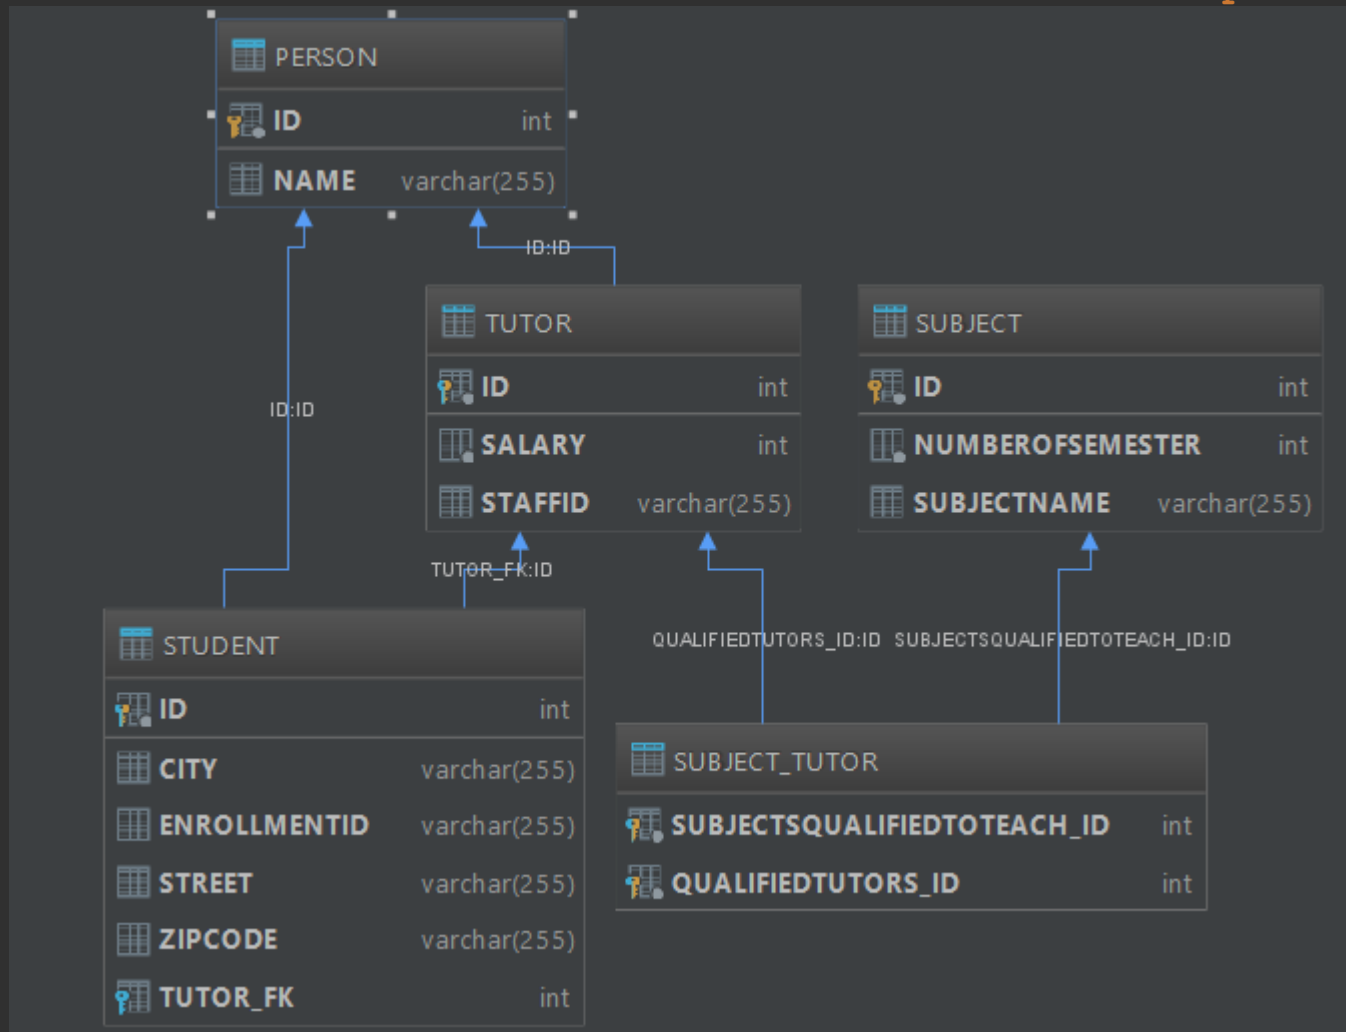 PERSON
ID int
NAME varchar(255)
ID:ID
TUTOR
ID int
SALARY int
STAFFID varchar(255)
SUBJECT
ID int
NUMBEROFSEMESTER int
SUBJECTNAME varchar(255)
ID:ID
TUTOR_FK:ID
QUALIFIEDTUTORS_ID:ID
SUBJECTSQUALIFIEDTOTEACH_ID:ID
STUDENT
ID int
CITY varchar(255)
ENROLLMENTID varchar(255)
STREET varchar(255)
ZIPCODE varchar(255)
TUTOR_FK int
SUBJECT_TUTOR
SUBJECTSQUALIFIEDTOTEACH_ID int
QUALIFIEDTUTORS_ID int